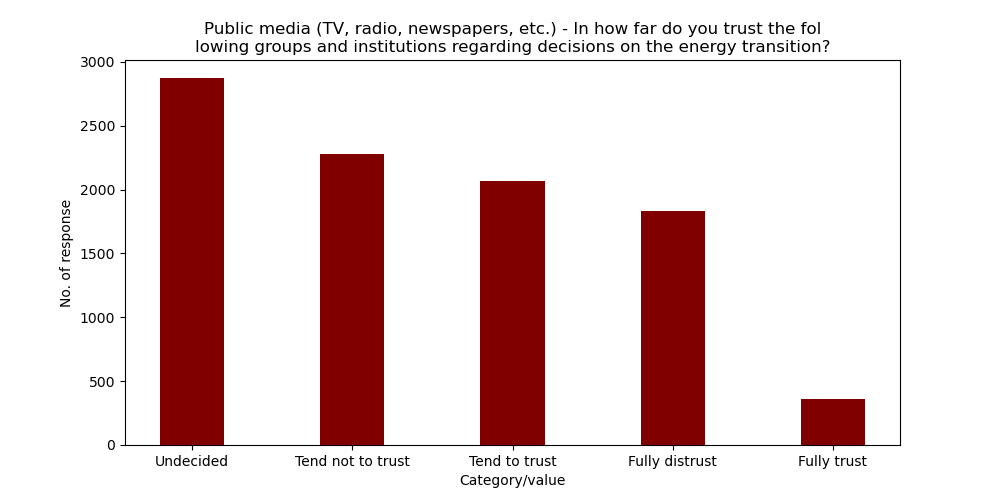 Public media (TV, radio, newspapers, etc.) - In how far do you trust the fol
lowing groups and institutions regarding decisions on the energy transition?
3000
2500
2000
1500
1000
500
0
No. of response
Undecided
Tend not to trust
Tend to trust
Fully distrust
Fully trust
Category/value